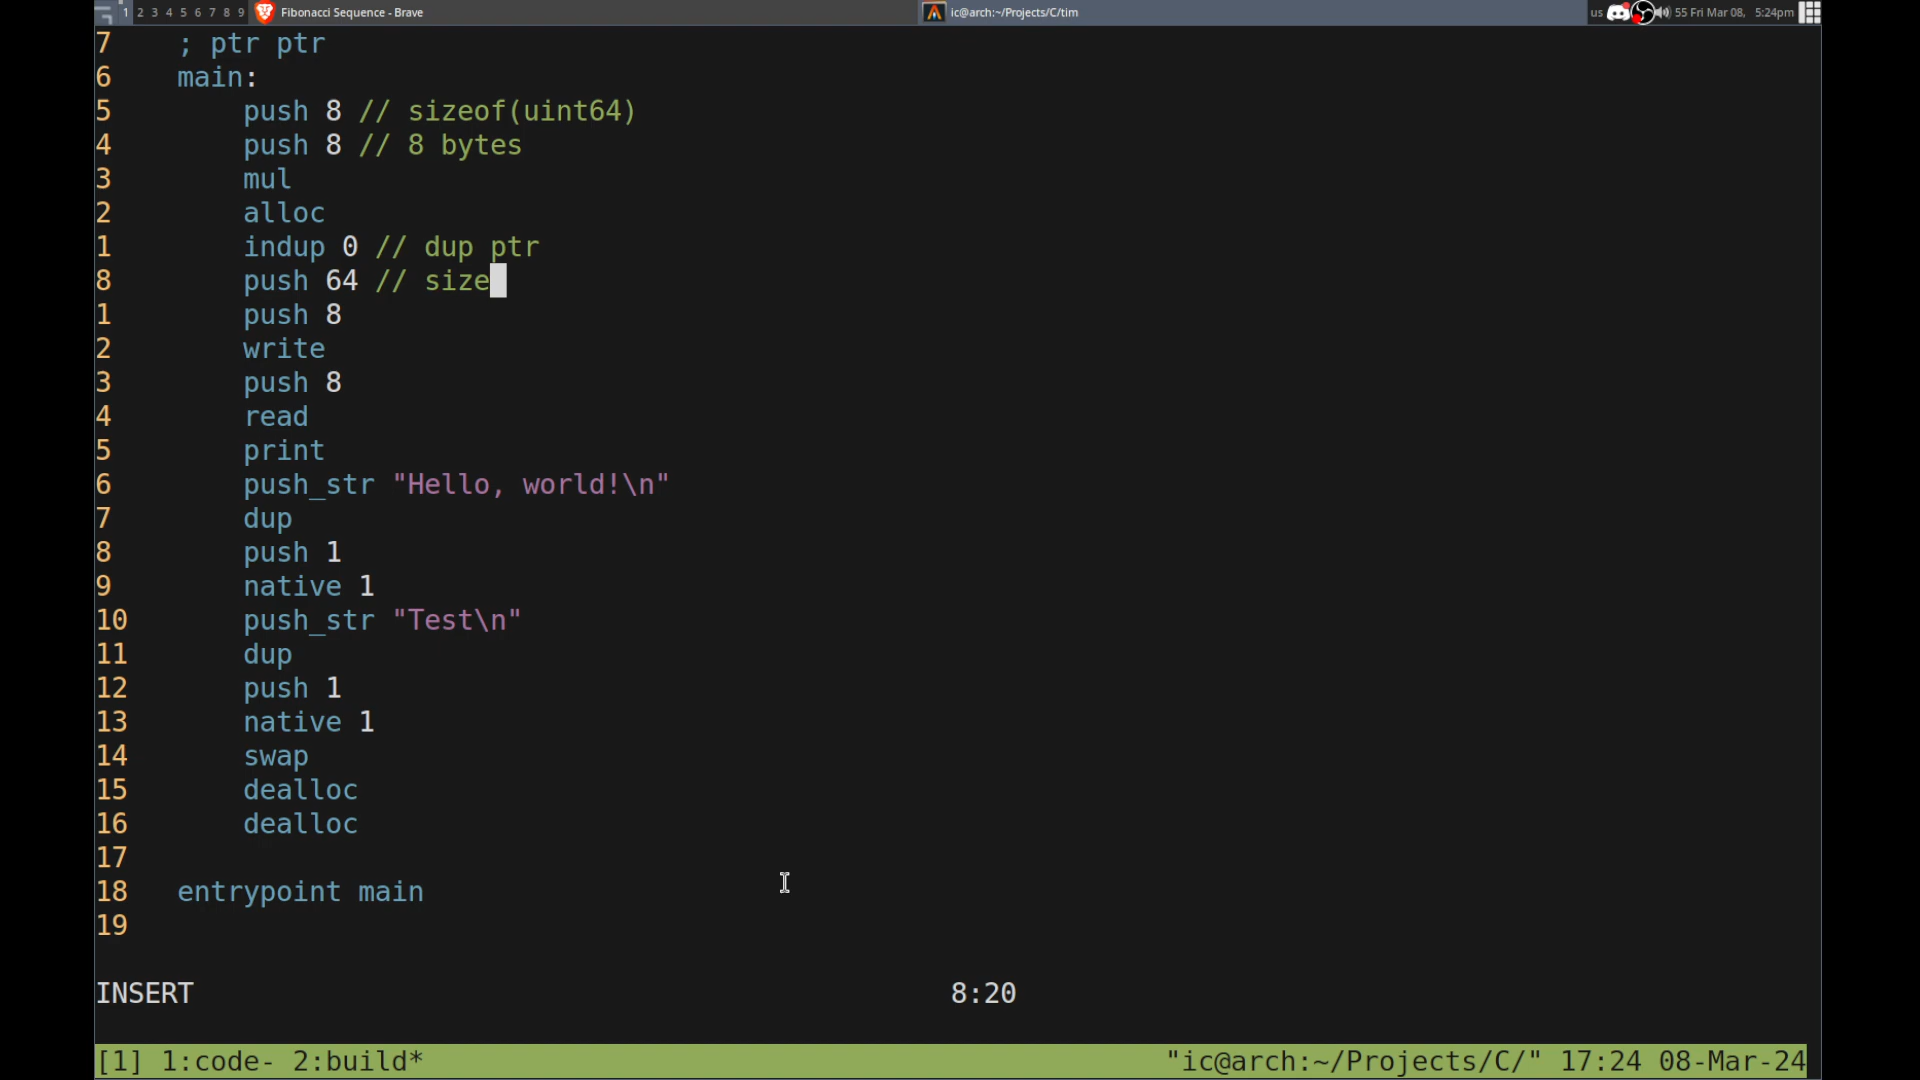 1 2 3 4 5 6 7 8 9 Fibonacci Sequence - Brave ic@arch:~/Projects/C/tim us 55 Fri Mar 08, 5:24pm
7 ; ptr ptr
6 main:
5 push 8 // sizeof(uint64)
4 push 8 // 8 bytes
3 mul
2 alloc
1 indup 0 // dup ptr
8 push 64 // size
1 push 8
2 write
3 push 8
4 read
5 print
6 push_str "Hello, world!\n"
7 dup
8 push 1
9 native 1
10 push_str "Test\n"
11 dup
12 push 1
13 native 1
14 swap
15 dealloc
16 dealloc
17
18 entrypoint main
19
INSERT 8:20
[1] 1:code- 2:build* "ic@arch:~/Projects/C/" 17:24 08-Mar-24